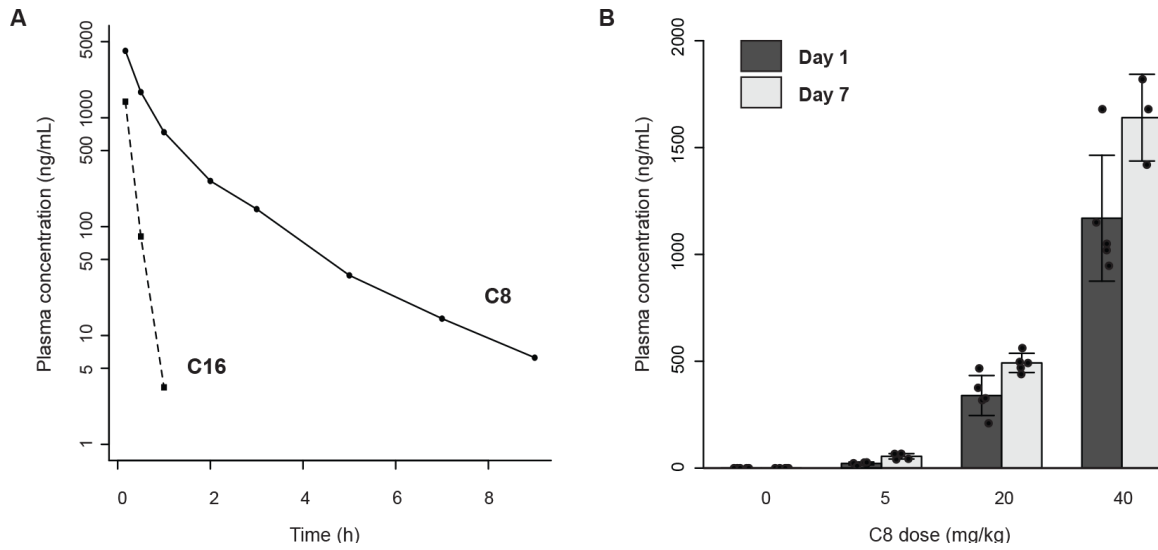 A
Plasma concentration (ng/mL)
5000
1000
500
100
50
10
5
1
C8
C16
0 2 4 6 8
Time (h)
B
Plasma concentration (ng/mL)
2000
1500
1000
500
0
Day 1
Day 7
0 5 20 40
C8 dose (mg/kg)